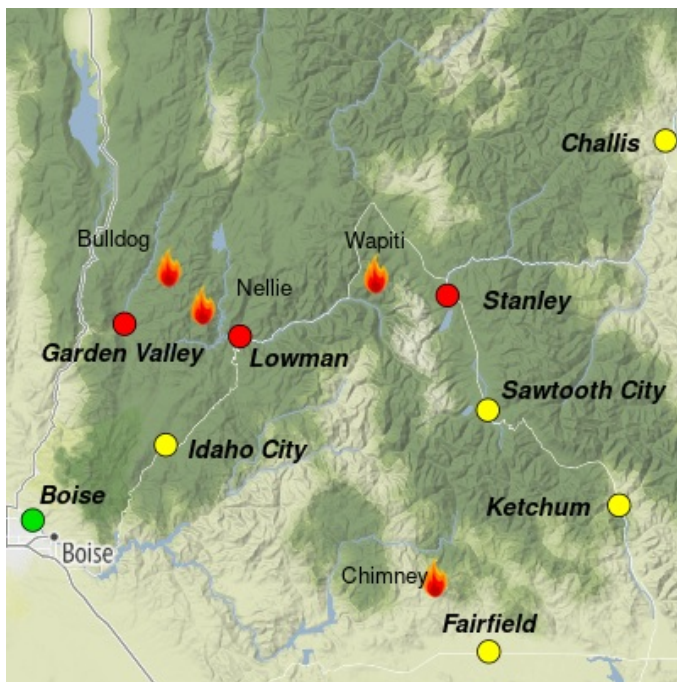 Challis
Bulldog
Wapiti
Nellie
Stanley
Garden Valley
Lowman
Sawtooth City
Idaho City
Boise
Ketchum
Boise
Chimney
Fairfield